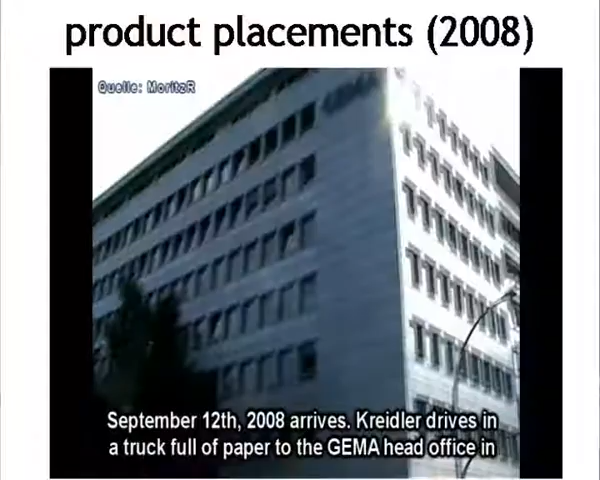 product placements (2008)
Quelle: MoritzR
GEMA
September 12th, 2008 arrives. Kreidler drives in
a truck full of paper to the GEMA head office in